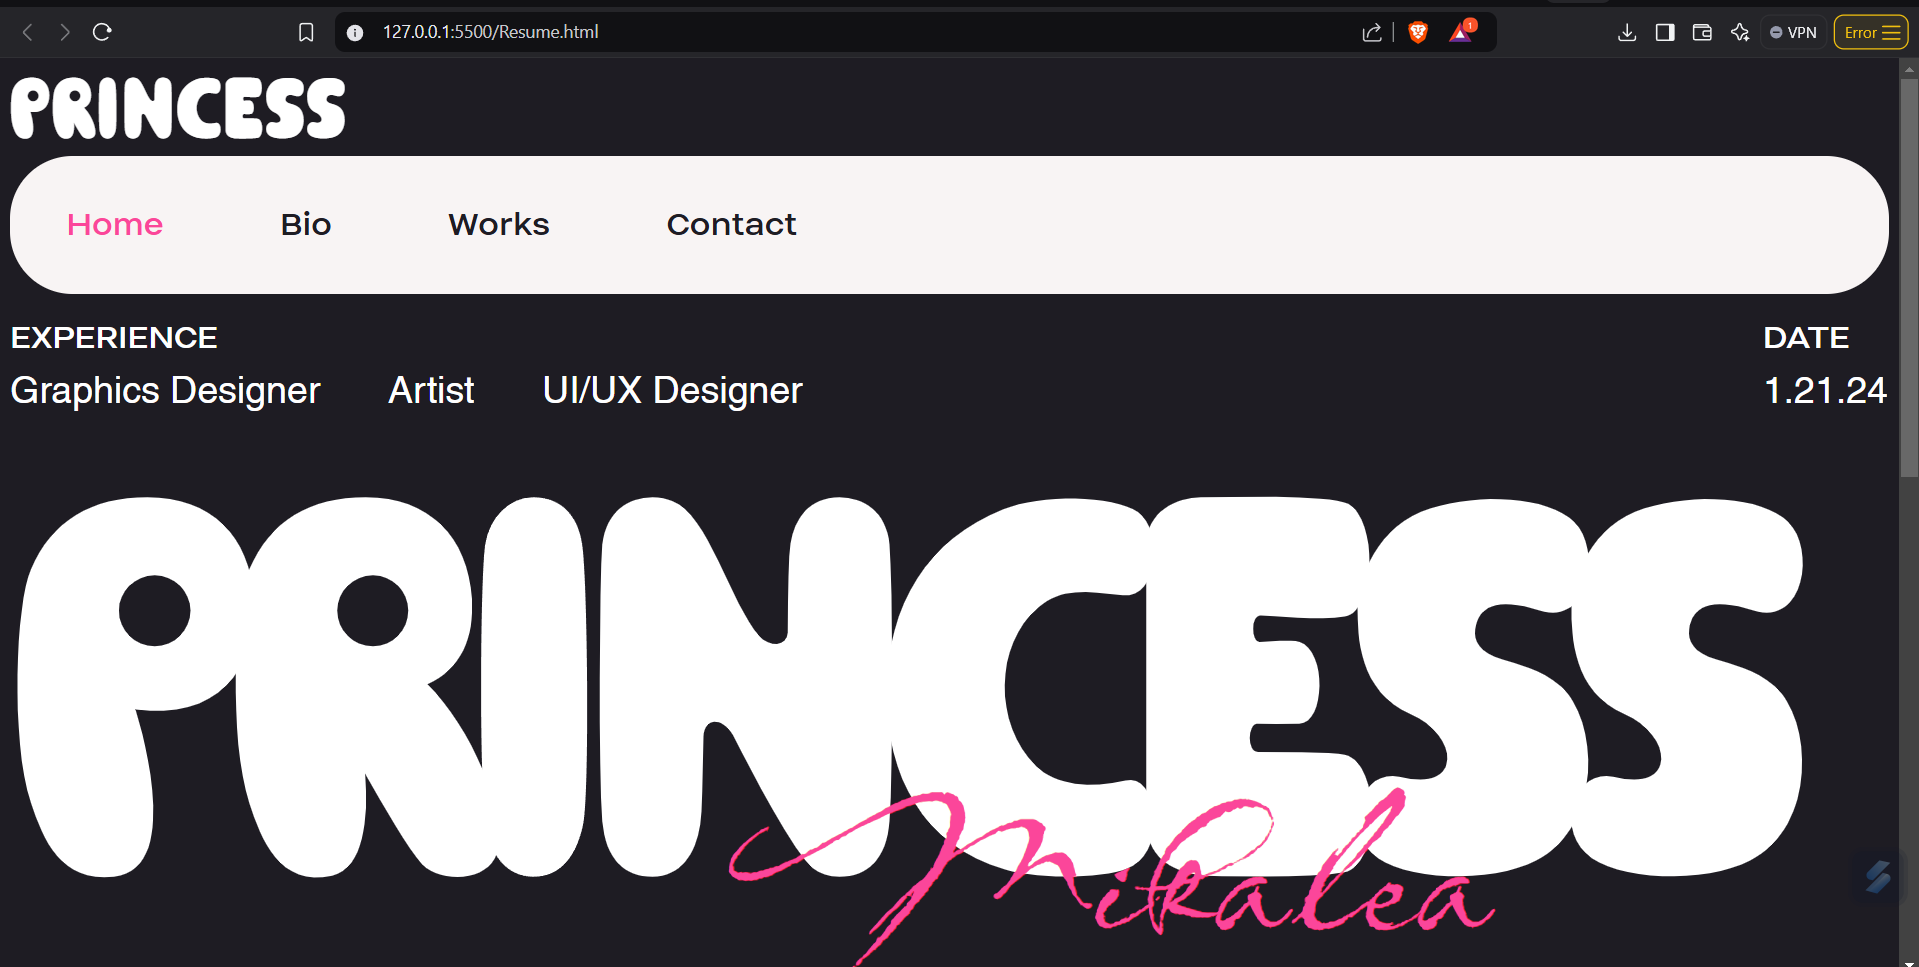 127.0.0.1:5500/Resume.html
1
VPN
Error
PRINCESS
Home Bio Works Contact
EXPERIENCE DATE
Graphics Designer Artist UI/UX Designer 1.21.24
PRINCESS
Mikalea